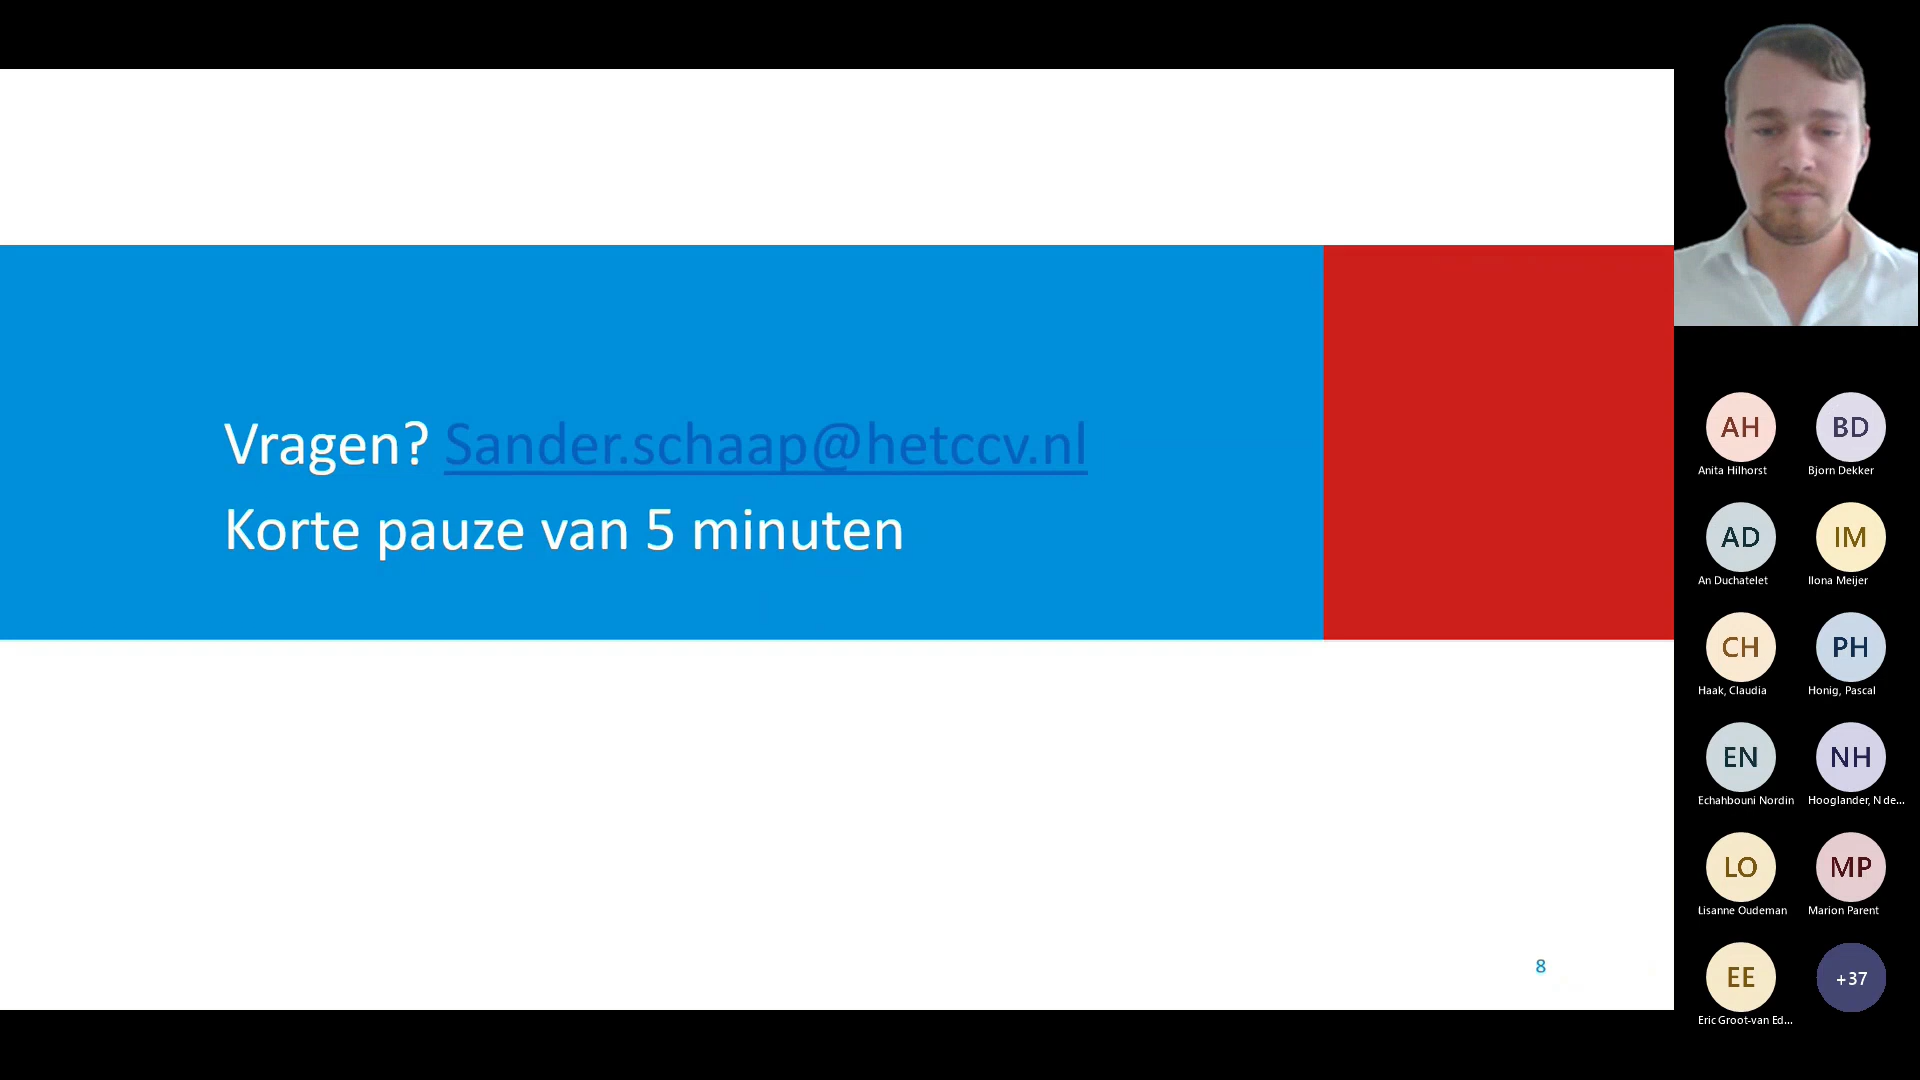 Vragen? Sander.schaap@hetccv.nl
Korte pauze van 5 minuten
8
AH
BD
Anita Hilhorst
Bjorn Dekker
AD
IM
An Duchatelet
Ilona Meijer
CH
PH
Haak, Claudia
Honig, Pascal
EN
NH
Echahbouni Nordin
Hooglander, N de...
LO
MP
Lisanne Oudeman
Marion Parent
EE
+37
Eric Groot-van Ed...